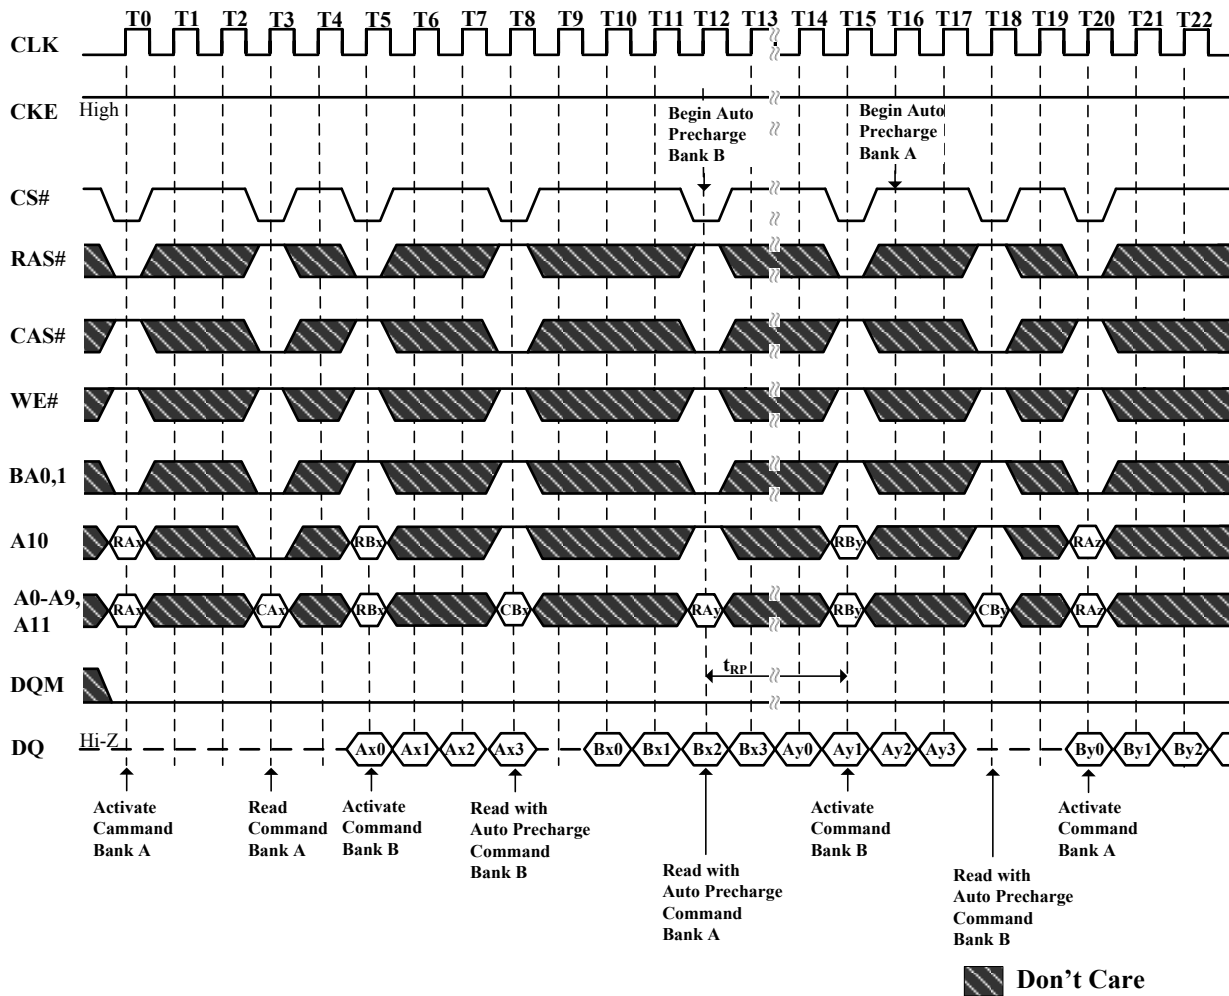 T0 T1 T2 T3 T4 T5 T6 T7 T8 T9 T10 T11 T12 T13 T14 T15 T16 T17 T18 T19 T20 T21 T22
CLK
CKE High
Begin Auto
Precharge
Bank B
Begin Auto
Precharge
Bank A
CS#
RAS#
CAS#
WE#
BA0,1
A10 RAx RBx RBy RAz
A0-A9,
A11
RAx CAx RBx CBx RAy RBy CBy RAz
DQM
tRP
DQ Hi-Z Ax0 Ax1 Ax2 Ax3 Bx0 Bx1 Bx2 Bx3 Ay0 Ay1 Ay2 Ay3 By0 By1 By2
Activate
Cammand
Bank A
Read
Command
Bank A
Activate
Command
Bank B
Read with
Auto Precharge
Command
Bank B
Read with
Auto Precharge
Command
Bank A
Activate
Command
Bank B
Read with
Auto Precharge
Command
Bank B
Activate
Command
Bank A
Don't Care